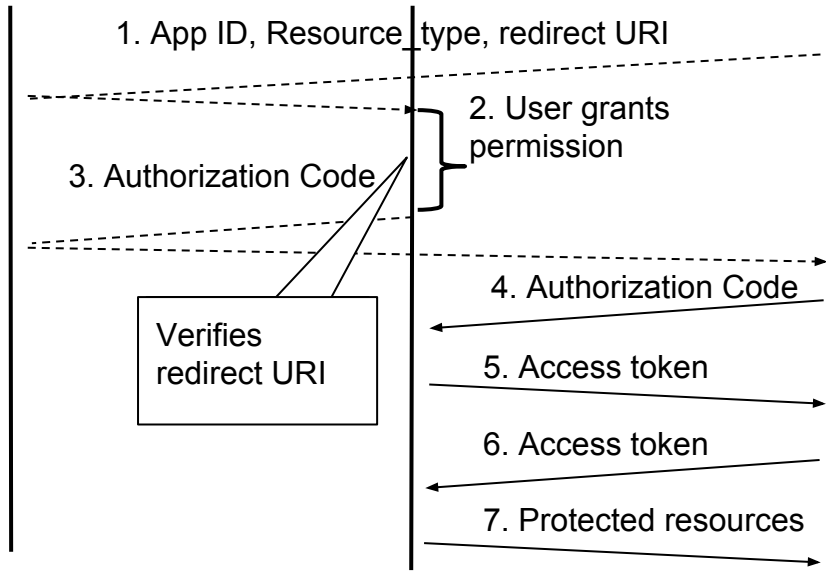 1. App ID, Resource_type, redirect URI
2. User grants
permission
3. Authorization Code
Verifies
redirect URI
4. Authorization Code
5. Access token
6. Access token
7. Protected resources